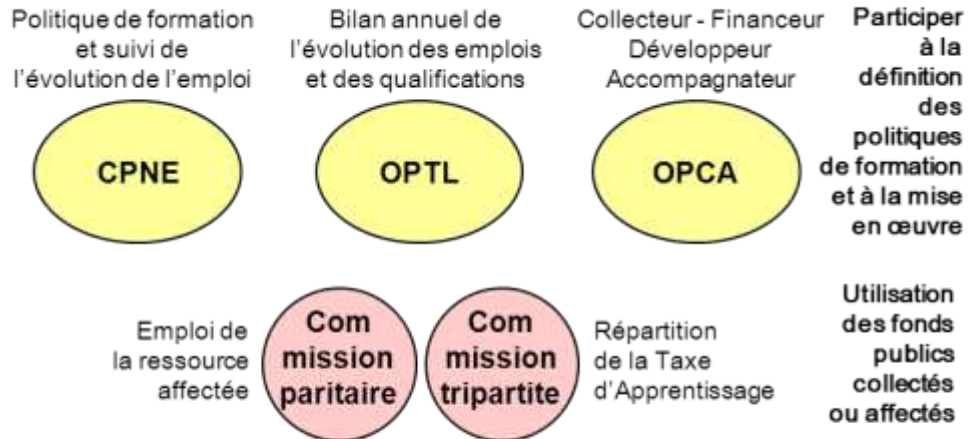 Politique de formation
et suivi de
l'évolution de l'emploi
Bilan annuel de
l'évolution des emplois
et des qualifications
Collecteur - Financeur
Développeur
Accompagnateur
Participer
à la
définition
des
politiques
de formation
et à la mise
en œuvre
CPNE
OPTL
OPCA
Emploi de
la ressource
affectée
Com
mission
paritaire
Com
mission
tripartite
Répartition
de la Taxe
d'Apprentissage
Utilisation
des fonds
publics
collectés
ou affectés